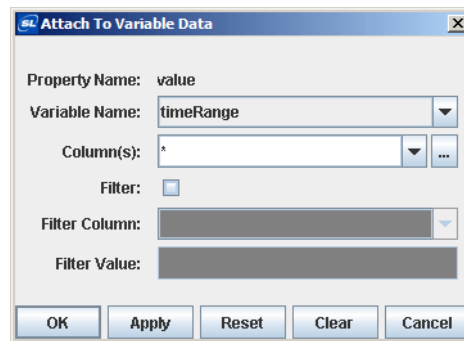 SL Attach To Variable Data
Property Name: value
Variable Name: timeRange
Column(s): * ...
Filter:
Filter Column:
Filter Value:
OK Apply Reset Clear Cancel